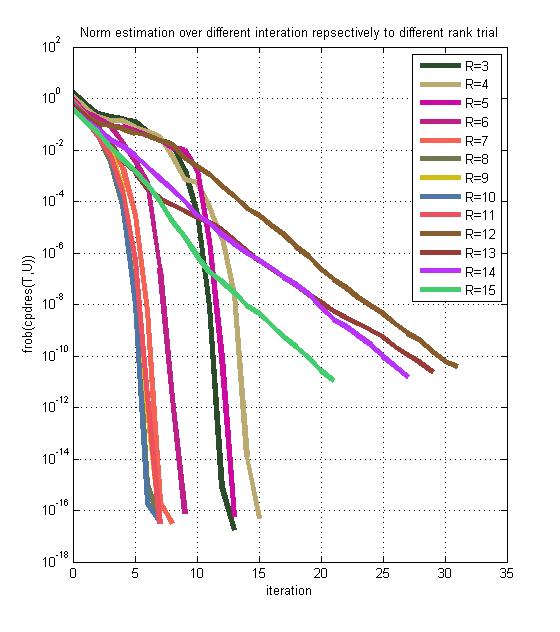 Norm estimation over different interation repsectively to different rank trial
10^2
10^0
10^-2
10^-4
10^-6
10^-8
10^-10
10^-12
10^-14
10^-16
10^-18
frob(cpdres(T,U))
0 5 10 15 20 25 30 35
iteration
R=3
R=4
R=5
R=6
R=7
R=8
R=9
R=10
R=11
R=12
R=13
R=14
R=15